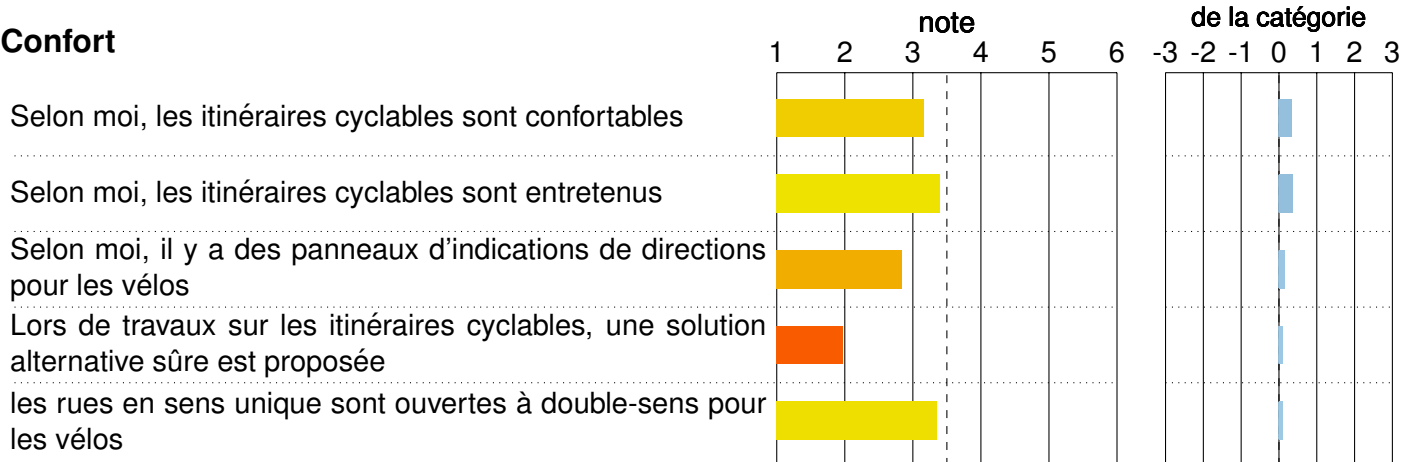 note
de la catégorie
Confort
1 2 3 4 5 6
-3 -2 -1 0 1 2 3
Selon moi, les itinéraires cyclables sont confortables
Selon moi, les itinéraires cyclables sont entretenus
Selon moi, il y a des panneaux d'indications de directions
pour les vélos
Lors de travaux sur les itinéraires cyclables, une solution
alternative sûre est proposée
les rues en sens unique sont ouvertes à double-sens pour
les vélos